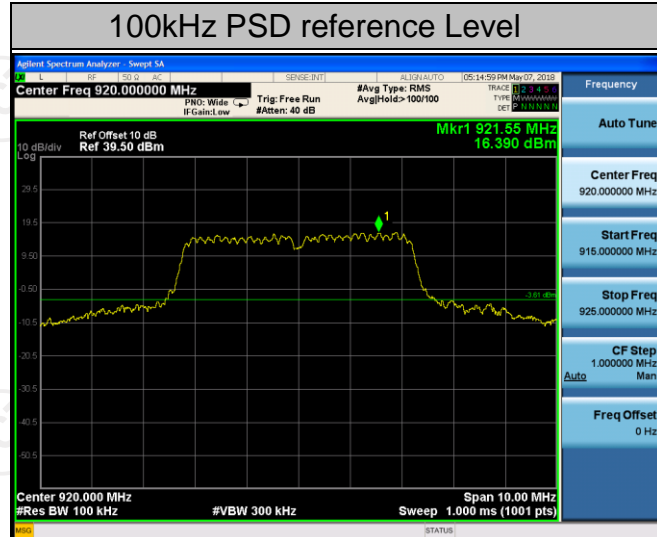 100kHz PSD reference Level
Agilent Spectrum Analyzer - Swept SA
L RF 50 Ω AC SENSE:INT ALIGNAUTO 05:14:59 PM May 07, 2018
Center Freq 920.000000 MHz
PNO: Wide
IFGain:Low
Trig: Free Run
#Atten: 40 dB
#Avg Type: RMS
Avg|Hold:> 100/100
TRACE 1 2 3 4 5 6
TYPE M
DET P N N N N N
Frequency
Auto Tune
Center Freq
920.000000 MHz
Start Freq
915.000000 MHz
Stop Freq
925.000000 MHz
CF Step
1.000000 MHz
Auto Man
Freq Offset
0 Hz
Mkr1 921.55 MHz
16.390 dBm
Ref Offset 10 dB
10 dB/div Ref 39.50 dBm
Log
29.5
19.5
9.50
-0.50
-10.5
-20.5
-30.5
-40.5
-50.5
1
-3.61 dBm
Center 920.000 MHz Span 10.00 MHz
#Res BW 100 kHz #VBW 300 kHz Sweep 1.000 ms (1001 pts)
MSG STATUS